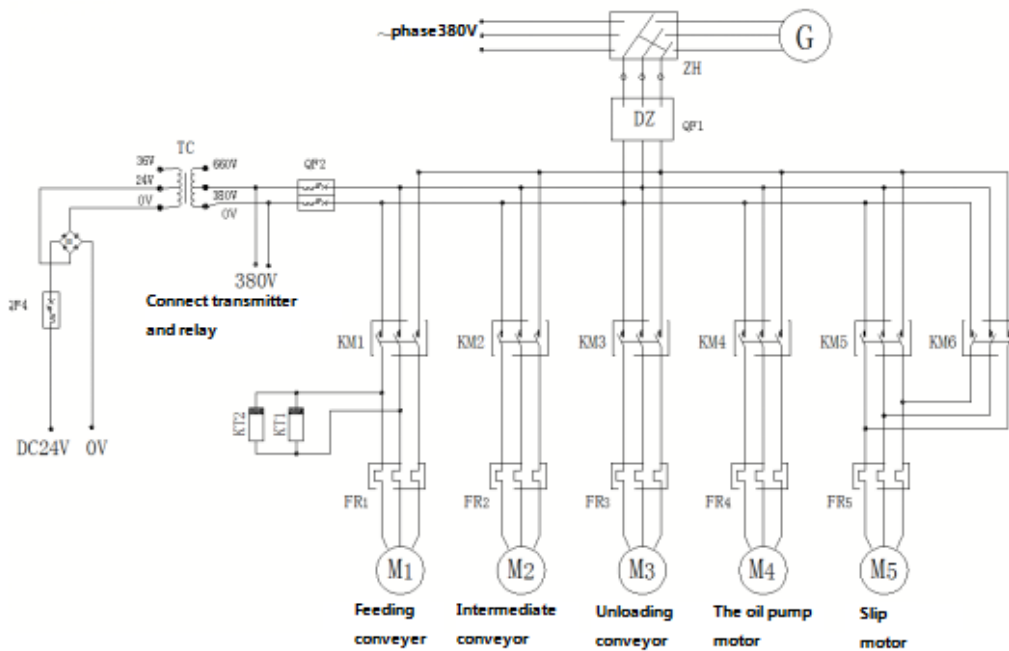 ~phase380V
G
ZH
DZ
QF1
TC
QF2
36V
660V
24V
0V
380V
0V
380V
Connect transmitter
and relay
QF4
KM1
KM2
KM3
KM4
KM5
KM6
KT2
KT1
DC24V 0V
FR1
FR2
FR3
FR4
FR5
M1
M2
M3
M4
M5
Feeding
conveyer
Intermediate
conveyor
Unloading
conveyor
The oil pump
motor
Slip
motor